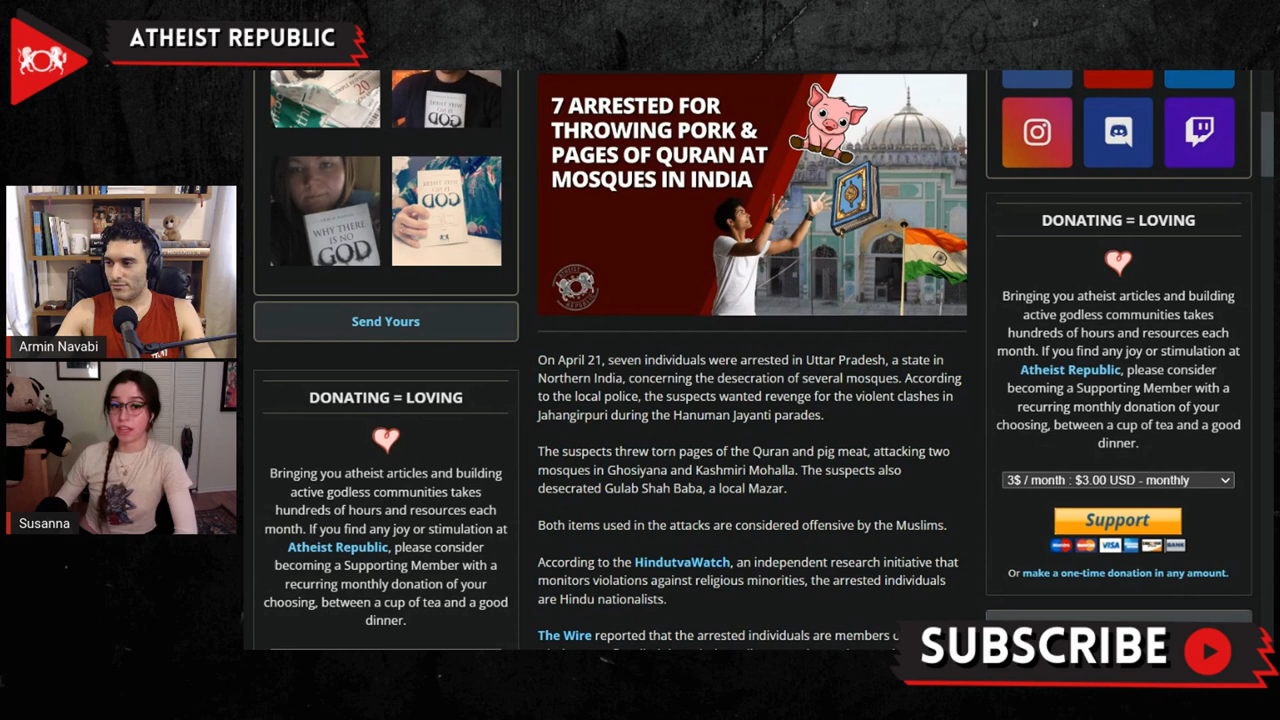 ATHEIST REPUBLIC
Armin Navabi
Susanna
20
GOD
GOD
WHY THERE
IS NO
GOD
GOD
Send Yours
DONATING = LOVING
Bringing you atheist articles and building
active godless communities takes
hundreds of hours and resources each
month. If you find any joy or stimulation at
Atheist Republic, please consider
becoming a Supporting Member with a
recurring monthly donation of your
choosing, between a cup of tea and a good
dinner.
7 ARRESTED FOR
THROWING PORK &
PAGES OF QURAN AT
MOSQUES IN INDIA
On April 21, seven individuals were arrested in Uttar Pradesh, a state in
Northern India, concerning the desecration of several mosques. According
to the local police, the suspects wanted revenge for the violent clashes in
Jahangirpuri during the Hanuman Jayanti parades.
The suspects threw torn pages of the Quran and pig meat, attacking two
mosques in Ghosiyana and Kashmiri Mohalla. The suspects also
desecrated Gulab Shah Baba, a local Mazar.
Both items used in the attacks are considered offensive by the Muslims.
According to the HindutvaWatch, an independent research initiative that
monitors violations against religious minorities, the arrested individuals
are Hindu nationalists.
The Wire reported that the arrested individuals are members
DONATING = LOVING
Bringing you atheist articles and building
active godless communities takes
hundreds of hours and resources each
month. If you find any joy or stimulation at
Atheist Republic, please consider
becoming a Supporting Member with a
recurring monthly donation of your
choosing, between a cup of tea and a good
dinner.
3$ / month : $3.00 USD - monthly
Support
VISA
BANK
Or make a one-time donation in any amount.
SUBSCRIBE